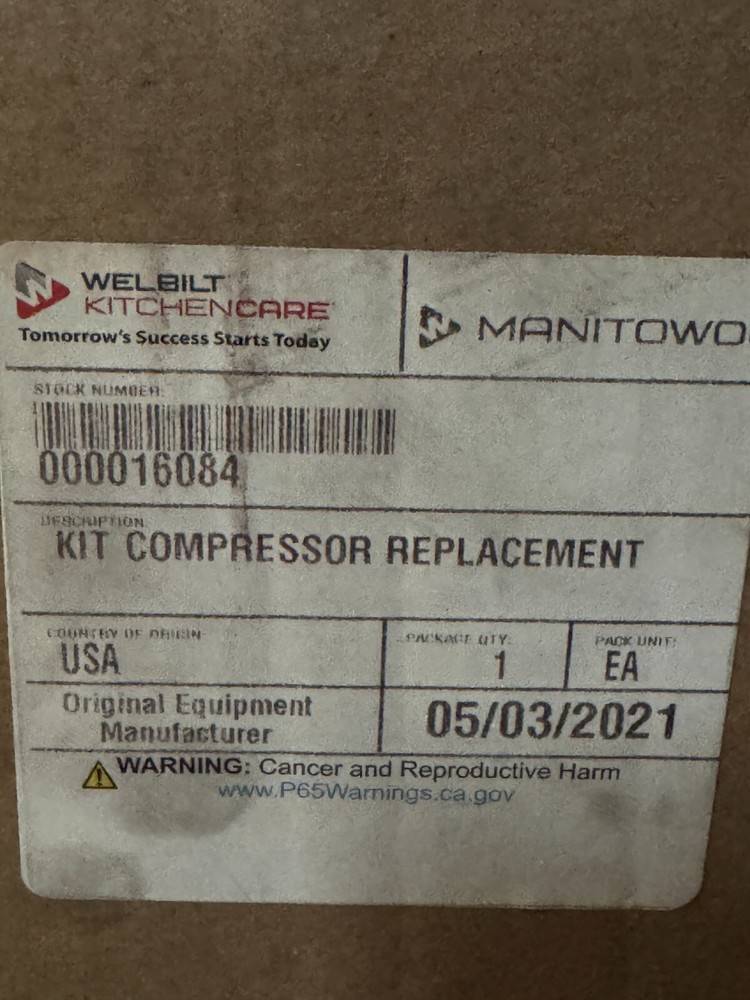 WELBILT
KITCHENCARE
Tomorrow's Success Starts Today
MANITOWO
STOCK NUMBER:
000016084
DESCRIPTION
KIT COMPRESSOR REPLACEMENT
COUNTRY OF ORIGIN
USA
PACKAGE QTY:
1
PACK UNIT:
EA
Original Equipment
Manufacturer
05/03/2021
WARNING: Cancer and Reproductive Harm
www.P65Warnings.ca.gov